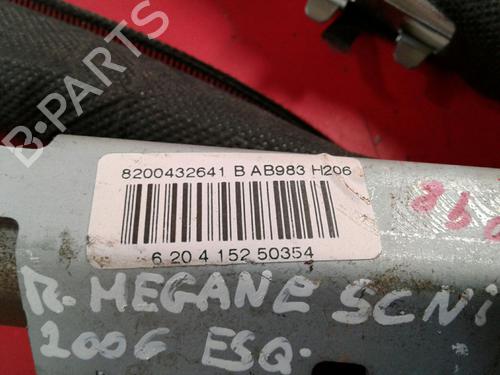 B-PARTS
8200432641 B AB983 H206
6 20 4 152 50354
R. MEGANE SCNI
2006 ESQ.